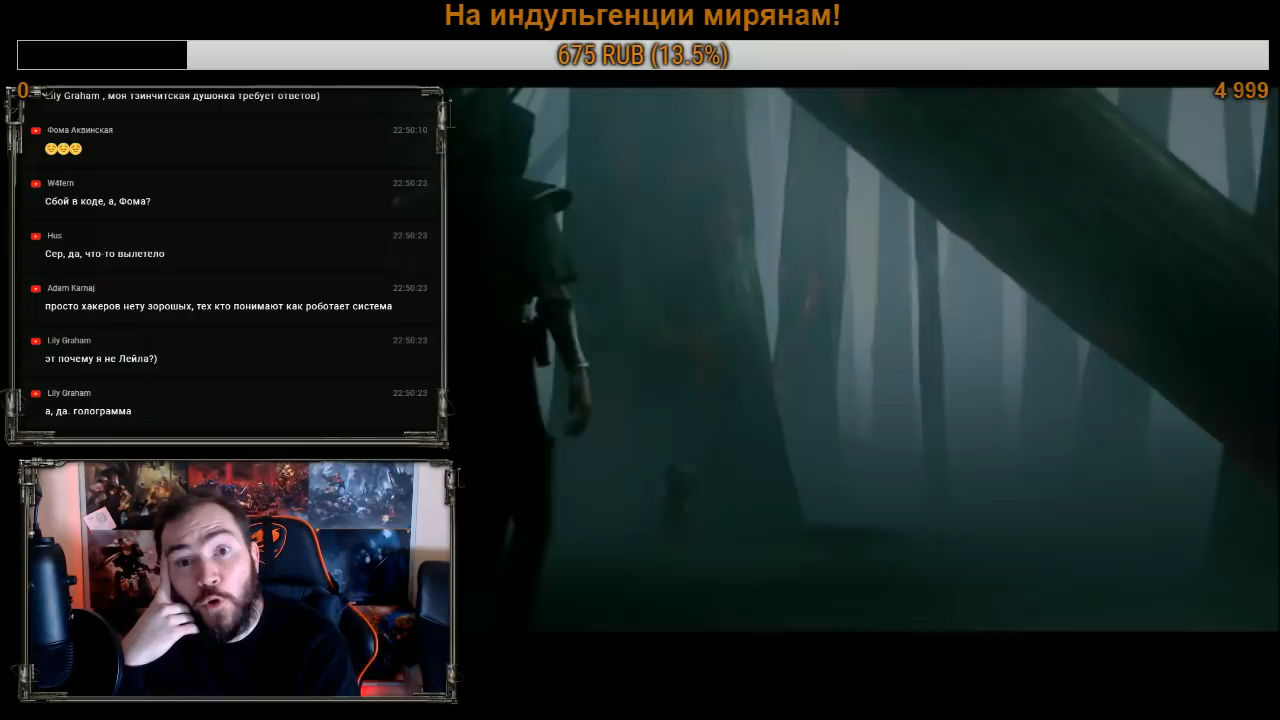 На индульгенции мирянам!
675 RUB (13.5%)
0
4 999
Lily Graham , моя тзинчитская душонка требует ответов)
Фома Аквинская 22:50:10
W4fern 22:50:23
Сбой в коде, а, Фома?
Hus 22:50:23
Сер, да, что-то вылетело
Adam Karnaj 22:50:23
просто хакеров нету зорошых, тех кто понимают как роботает система
Lily Graham 22:50:23
эт почему я не Лейла?)
Lily Graham 22:50:23
а, да. голограмма